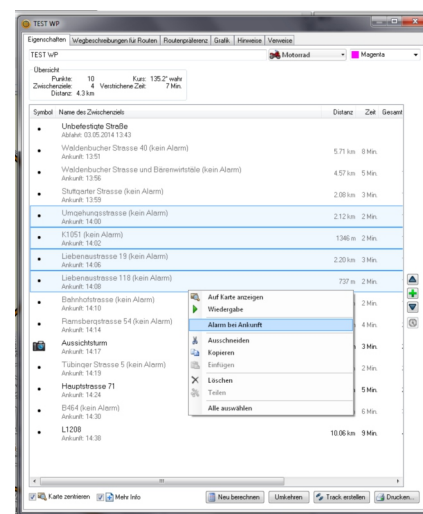 TEST WP
Eigenschaften Wegbeschreibungen für Routen Routenpräferenz Grafik Hinweise Verweise
TEST WP Motorrad Magenta
Übersicht
Punkte: 10 Kurs: 135.2° wahr
Zwischenziele: 4 Verstrichene Zeit: 7 Min.
Distanz: 4.3 km
Symbol Name des Zwischenziels Distanz Zeit Gesamt
Unbefestigte Straße
Abfahrt: 03.05.2014 13:43
Waldenbucher Strasse 40 (kein Alarm) 5.71 km 8 Min.
Ankunft: 13:51
Waldenbucher Strasse und Bärenwirtstäle (kein Alarm) 4.57 km 5 Min.
Ankunft: 13:56
Stuttgarter Strasse (kein Alarm) 2.08 km 3 Min.
Ankunft: 13:59
Umgehungsstrasse (kein Alarm) 2.12 km 2 Min.
Ankunft: 14:00
K1051 (kein Alarm) 1346 m 2 Min.
Ankunft: 14:02
Liebenaustrasse 19 (kein Alarm) 2.20 km 3 Min.
Ankunft: 14:06
Liebenaustrasse 118 (kein Alarm) 737 m 2 Min.
Ankunft: 14:08
Bahnhofstrasse (kein Alarm) 2 Min.
Ankunft: 14:10
Ramsbergstrasse 54 (kein Alarm) 4 Min.
Ankunft: 14:14
Aussichtsturm 3 Min.
Ankunft: 14:17
Tübinger Strasse 5 (kein Alarm) 2 Min.
Ankunft: 14:19
Hauptstrasse 71 5 Min.
Ankunft: 14:24
B464 (kein Alarm) 6 Min.
Ankunft: 14:30
L1208 10.06 km 9 Min.
Ankunft: 14:38
Auf Karte anzeigen
Wiedergabe
Alarm bei Ankunft
Ausschneiden
Kopieren
Einfügen
Löschen
Teilen
Alle auswählen
Karte zentrieren Mehr Info Neu berechnen Umkehren Track erstellen Drucken...